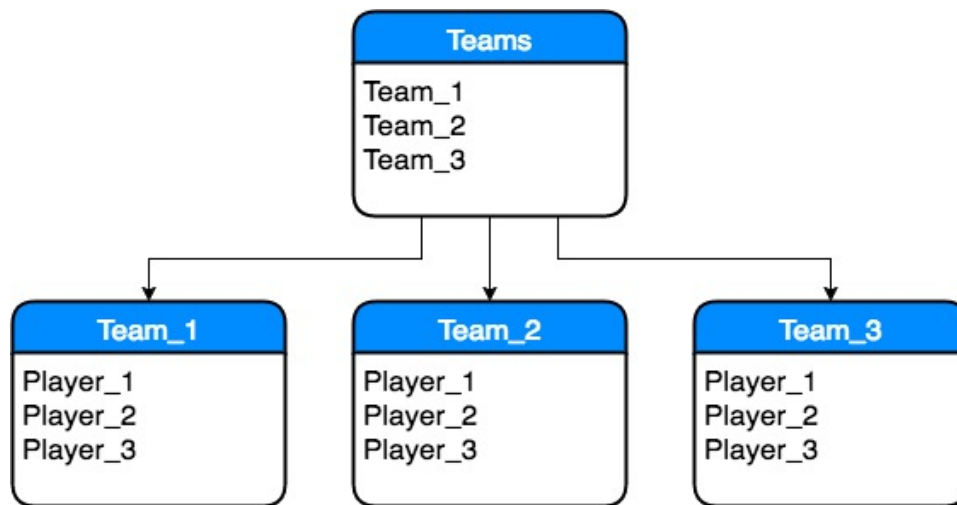 Teams
Team_1
Team_2
Team_3
Team_1
Player_1
Player_2
Player_3
Team_2
Player_1
Player_2
Player_3
Team_3
Player_1
Player_2
Player_3